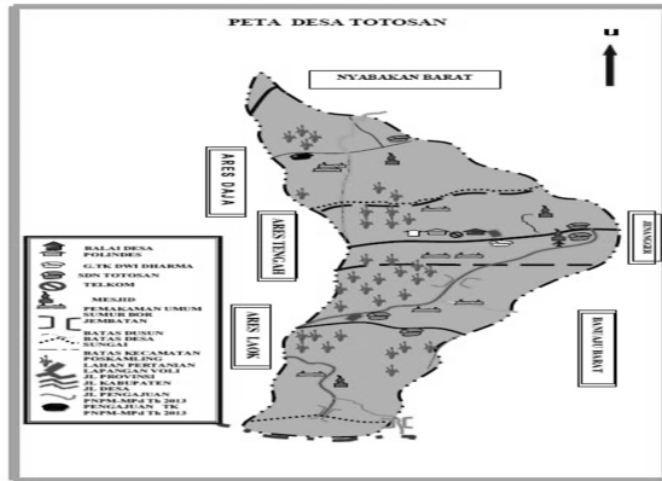 PETA DESA TOTOSAN
U
NYABAKAN BARAT
ARES DAJA
ARES TENGAH
JENANGGER
ARES LAOK
BANUAJU BARAT
BALAI DESA
POLINDES
G.TK DWI DHARMA
SDN TOTOSAN
TELKOM
MESJID
PEMAKAMAN UMUM
SUMUR BOR
JEMBATAN
BATAS DUSUN
BATAS DESA
SUNGAI
BATAS KECAMATAN
POSKAMLING
LAHAN PERTANIAN
LAPANGAN VOLI
JL PROVINSI
JL KABUPATEN
JL DESA
JL PENGAJUAN
PNPM-MPd Th 2013
PENGAJUAN TK
PNPM-MPd Th 2013